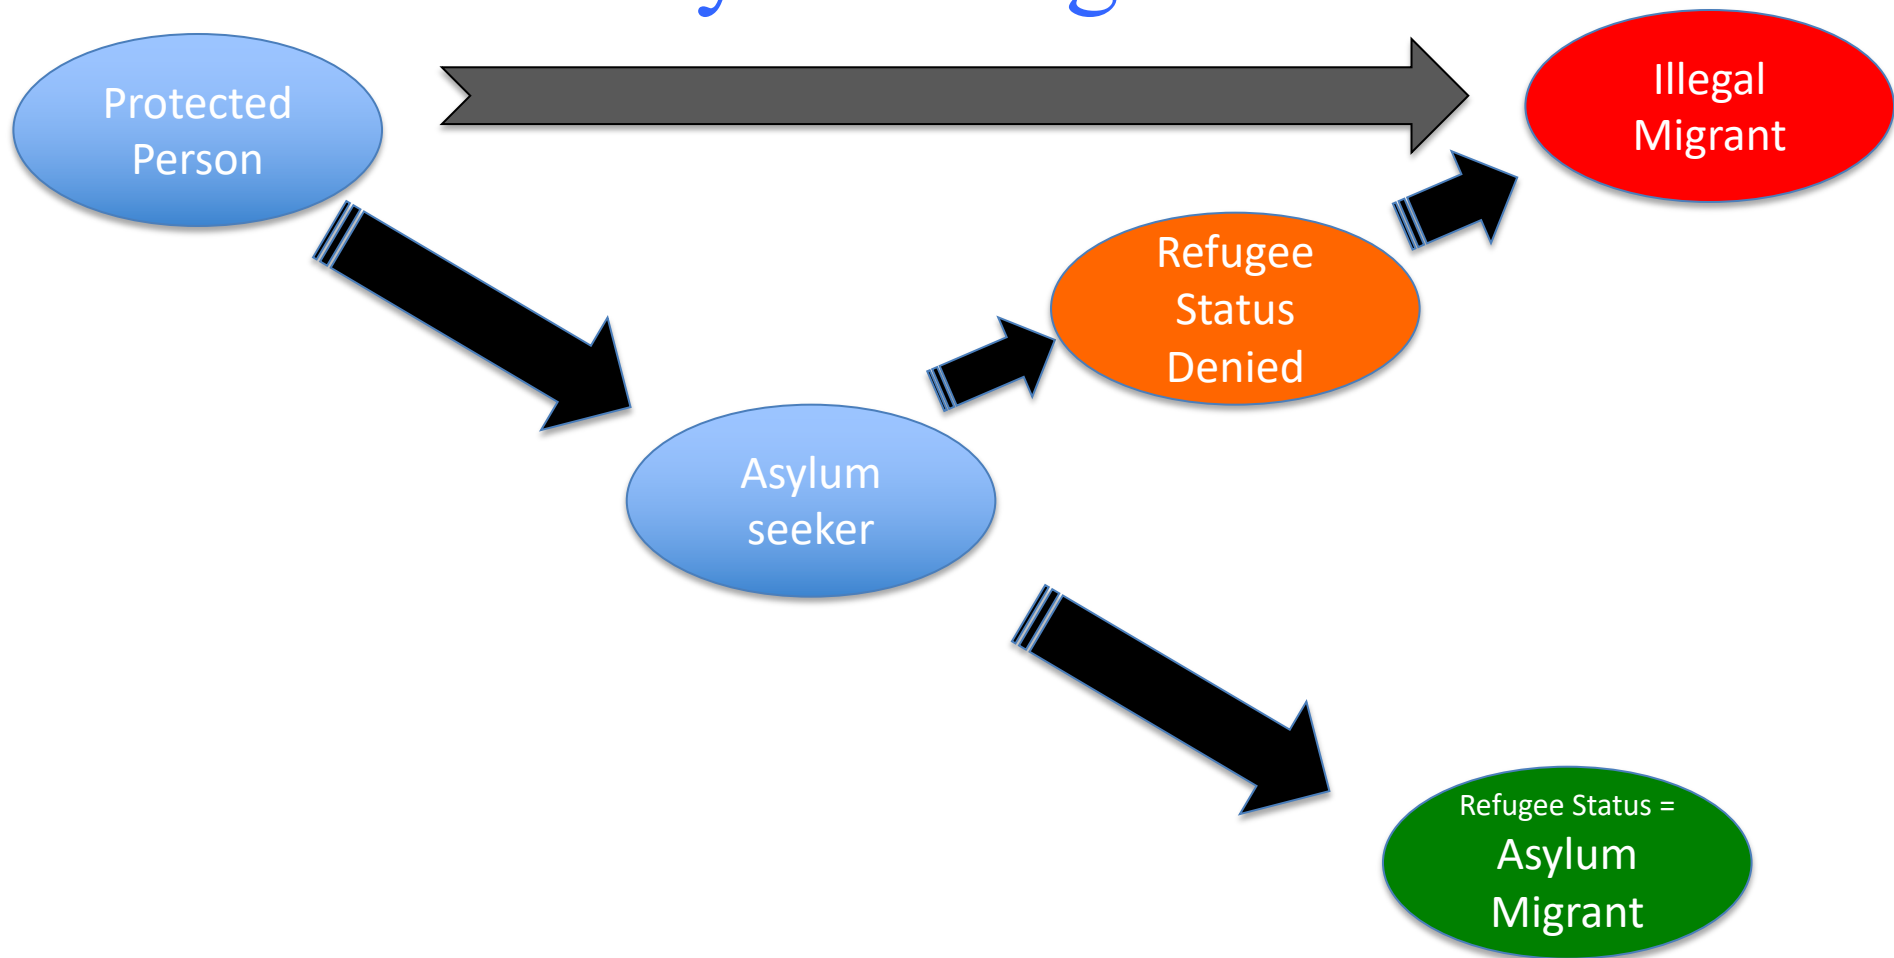 Protected
Person
Illegal
Migrant
Refugee
Status
Denied
Asylum
seeker
Refugee Status =
Asylum
Migrant